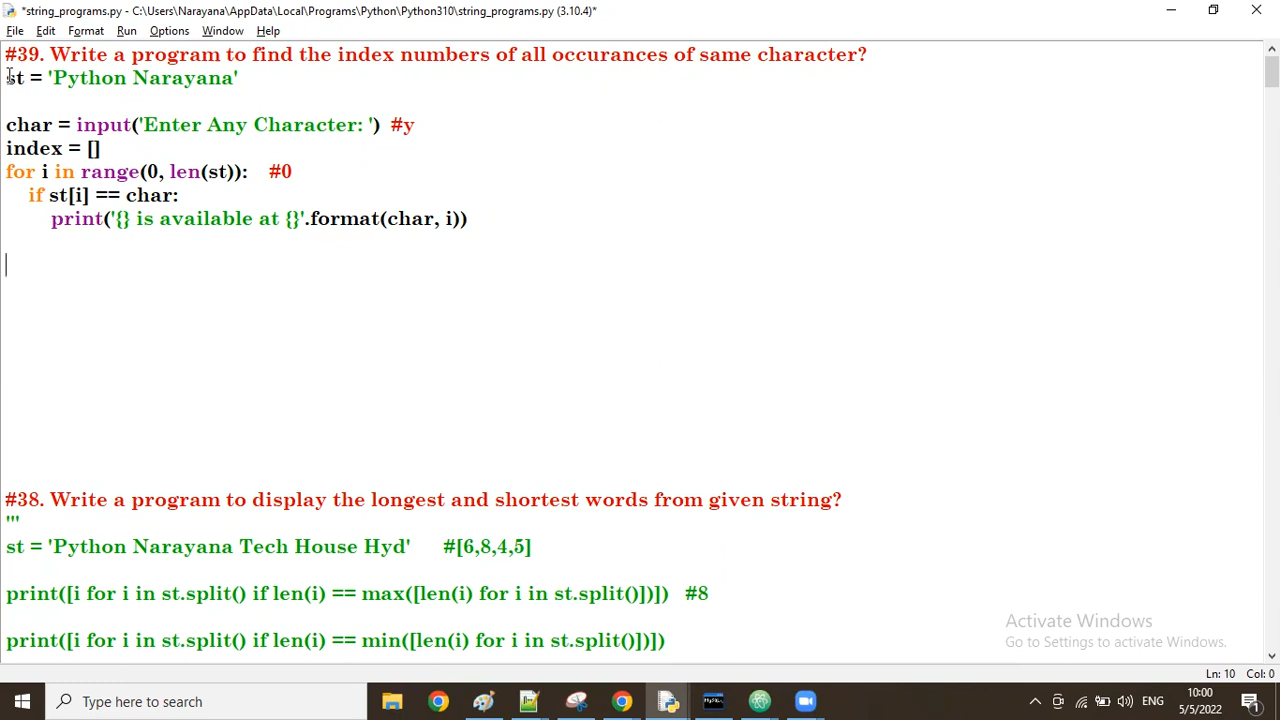 *string_programs.py - C:\Users\Narayana\AppData\Local\Programs\Python\Python310\string_programs.py (3.10.4)*
File Edit Format Run Options Window Help
#39. Write a program to find the index numbers of all occurances of same character?
st = 'Python Narayana'
char = input('Enter Any Character: ') #y
index = []
for i in range(0, len(st)): #0
if st[i] == char:
print('{} is available at {}'.format(char, i))
#38. Write a program to display the longest and shortest words from given string?
'''
st = 'Python Narayana Tech House Hyd' #[6,8,4,5]
print([i for i in st.split() if len(i) == max([len(i) for i in st.split()])]) #8
print([i for i in st.split() if len(i) == min([len(i) for i in st.split()])])
Activate Windows
Go to Settings to activate Windows.
Ln: 10 Col: 0
Type here to search
MySQL
ENG
10:00
5/5/2022
1